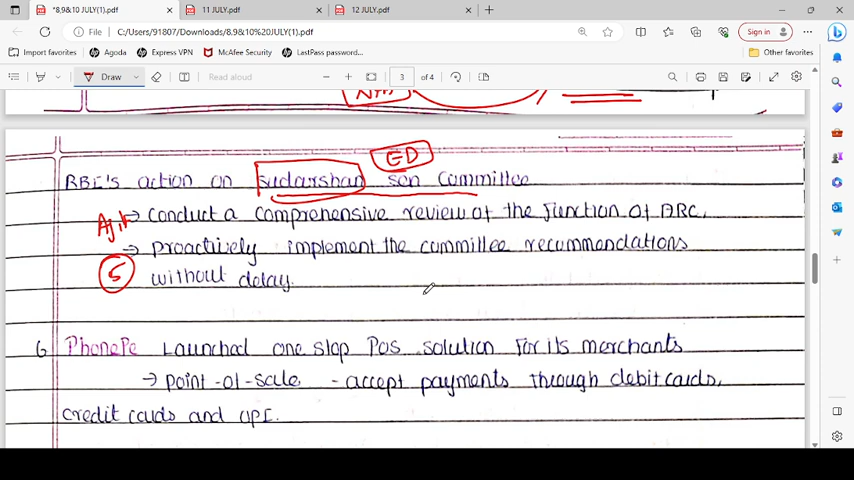 *8,9&10 JULY(1).pdf
11 JULY.pdf
12 JULY.pdf
File
C:/Users/91807/Downloads/8,9&10%20JULY(1).pdf
Sign in
Import favorites
Agoda
Express VPN
McAfee Security
LastPass password...
Other favorites
Draw
Read aloud
3 of 4
ED
RBI's action on Sudarshan sen Committee
→ Conduct a comprehensive review of the function of ARC.
→ proactively implement the committee recommendations
5
without delay.
6 PhonePe Launched one stop Pos solution for its merchants
→ point-of-sale - accept payments through debit cards,
credit cards and UPI.